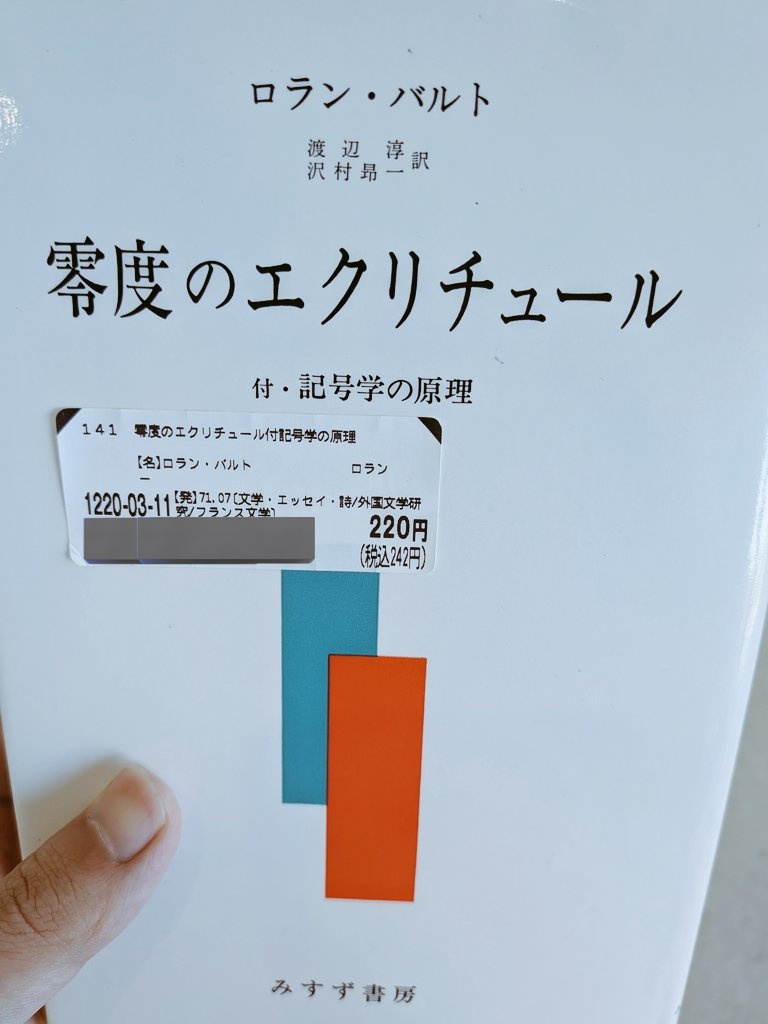 ロラン・バルト
渡辺 淳
沢村昂一訳
零度のエクリチュール
付・記号学の原理
141 零度のエクリチュール付記号学の原理
【名】ロラン・バルト ロラン
1220-03-11【発】71.07〔文学・エッセイ・詩/外国文学研
究/フランス文学〕
220円
(税込242円)
みすず書房